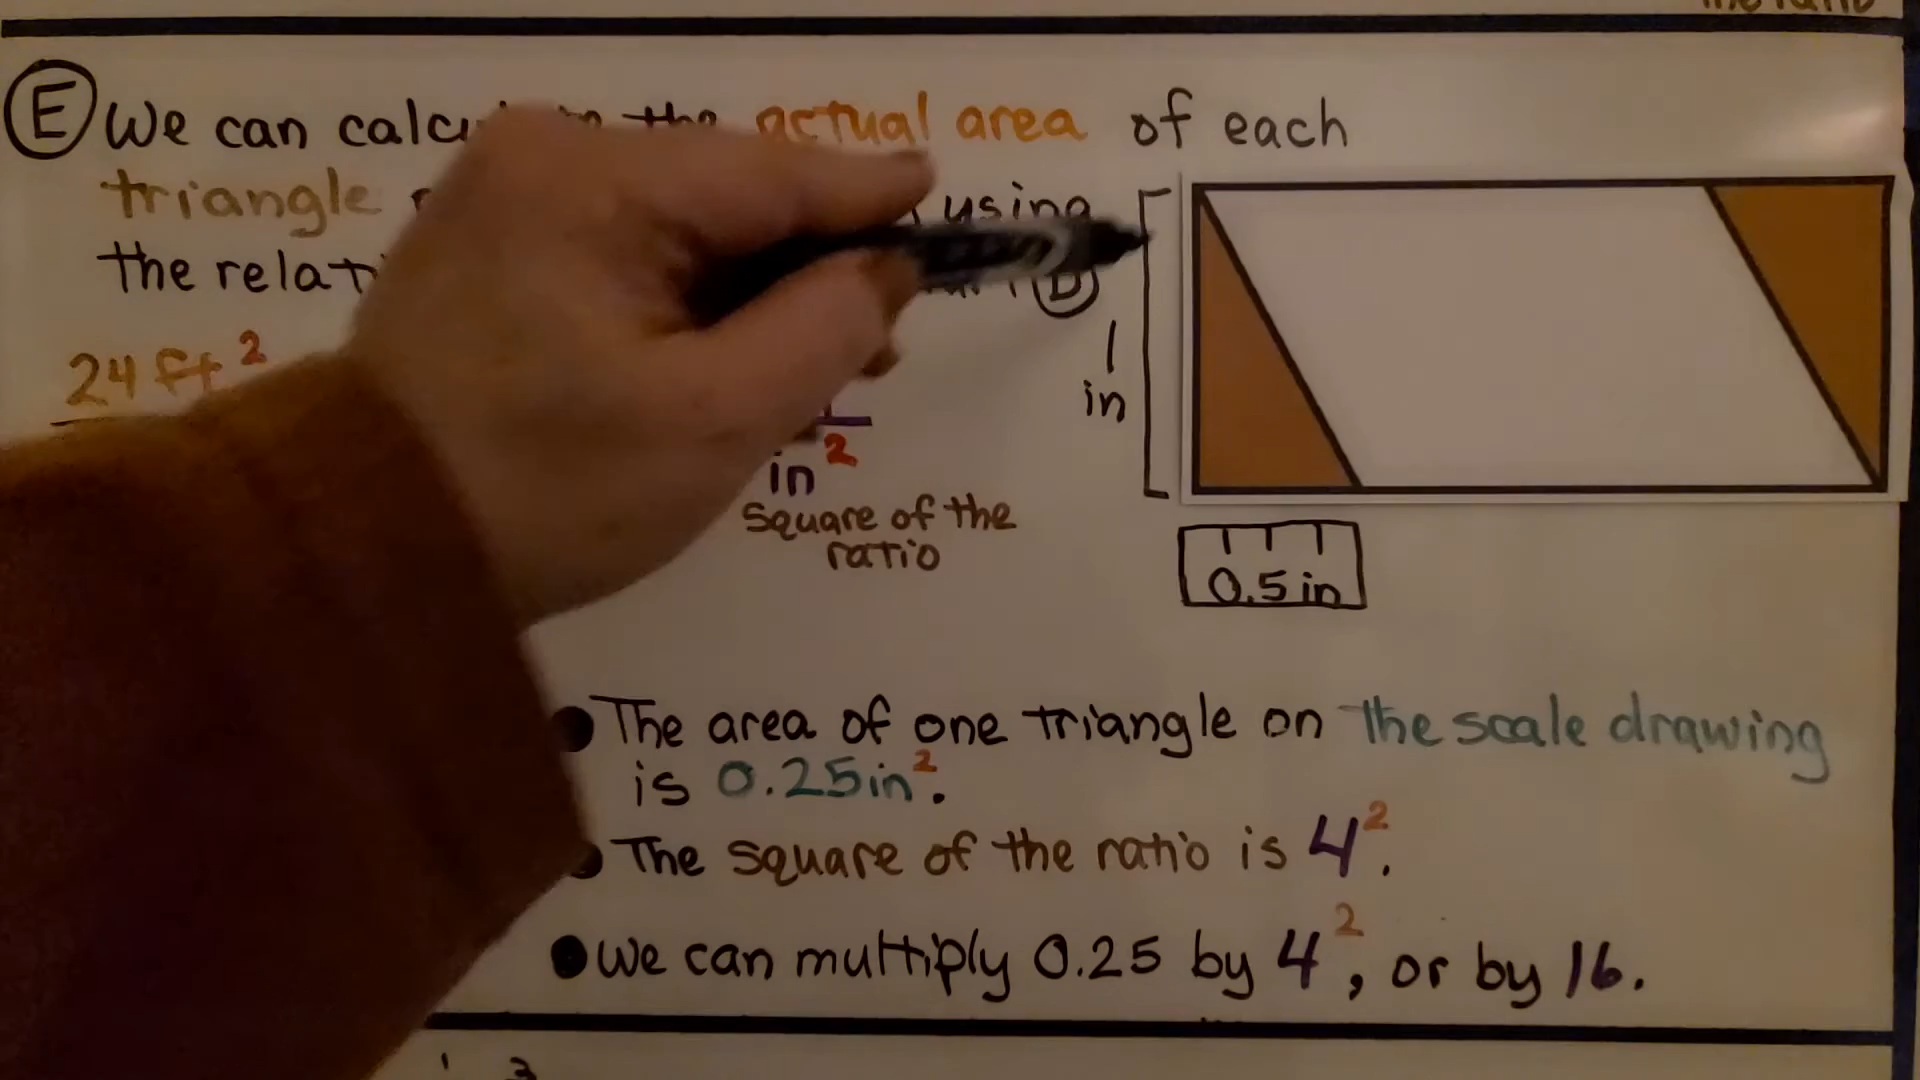 E We can the actual area of each
triangle using
the D
24 ft²
1
in
in²
Square of the
ratio
0.5 in
The area of one triangle on the scale drawing
is 0.25 in².
The square of the ratio is 4².
We can multiply 0.25 by 4², or by 16.